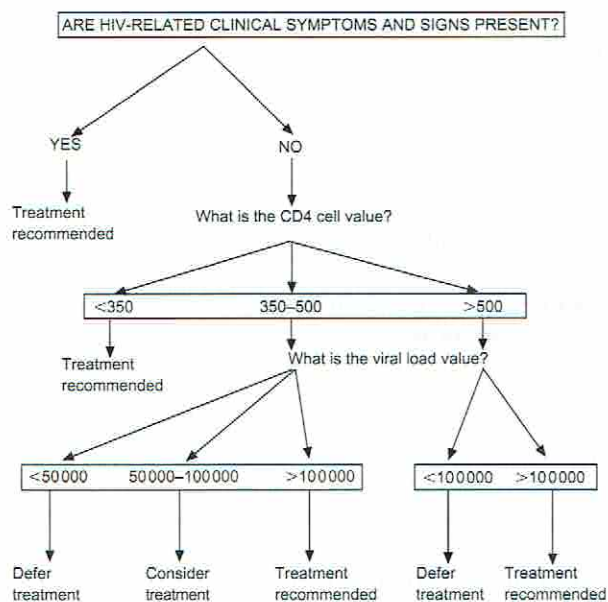 ARE HIV-RELATED CLINICAL SYMPTOMS AND SIGNS PRESENT?
YES
NO
Treatment
recommended
What is the CD4 cell value?
<350 350–500 >500
Treatment
recommended
What is the viral load value?
<50000 50000–100000 >100000
<100000 >100000
Defer
treatment
Consider
treatment
Treatment
recommended
Defer
treatment
Treatment
recommended